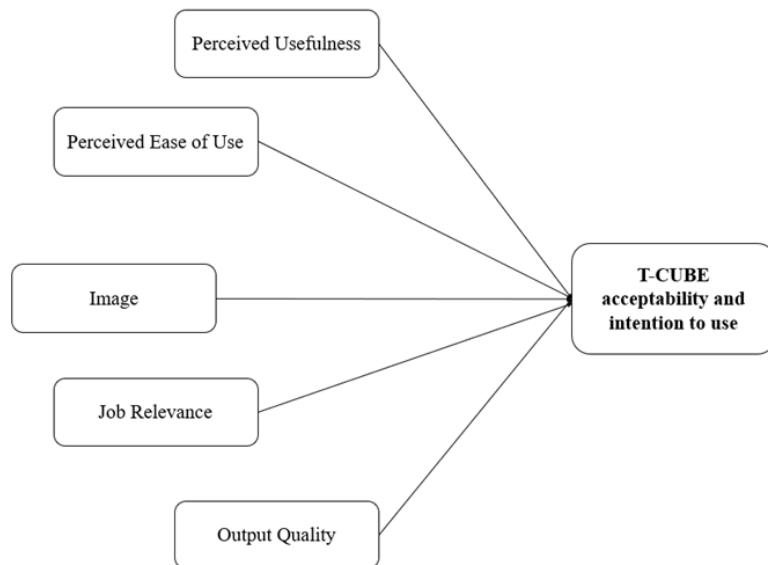 Perceived Usefulness
Perceived Ease of Use
Image
Job Relevance
Output Quality
T-CUBE
acceptability and
intention to use